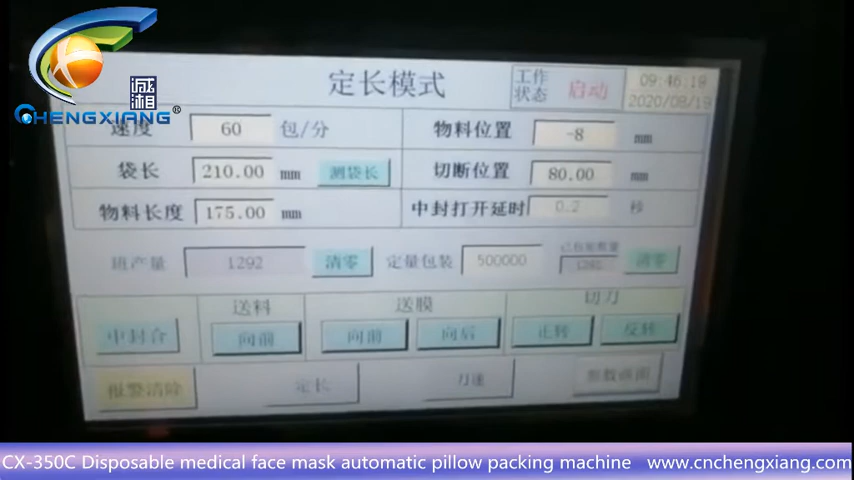 诚湘
CHENGXIANG®
定长模式
工作状态 启动
09:46:19
2020/08/19
速度 60 包/分
物料位置 -8 mm
袋长 210.00 mm 测袋长
切断位置 80.00 mm
物料长度 175.00 mm
中封打开延时 0.2 秒
班产量 1292 清零
定量包装 500000
已包装数量 1292 清零
送料 送膜 切刀
中封合 向前 向前 向后 正转 反转
报警清除 定长 刀速
CX-350C Disposable medical face mask automatic pillow packing machine www.cnchengxiang.com